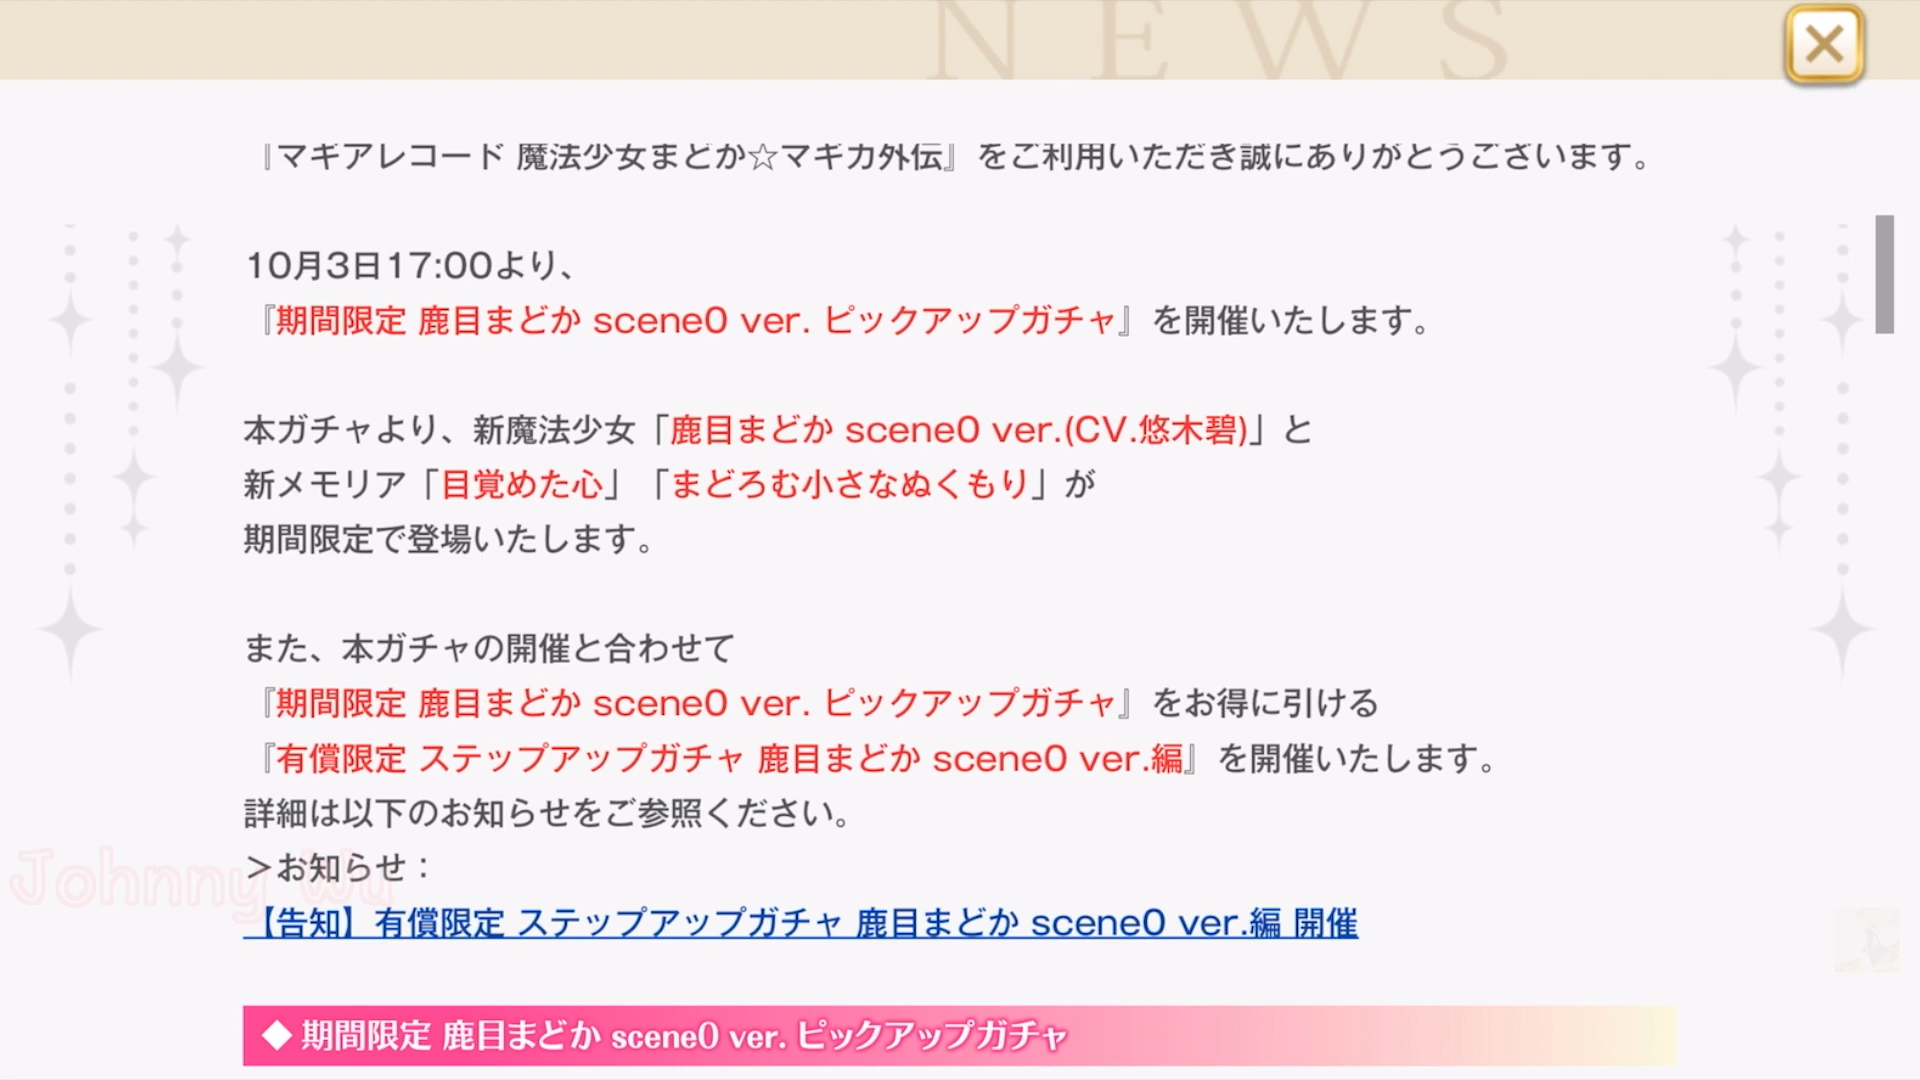 NEWS
『マギアレコード 魔法少女まどか☆マギカ外伝』をご利用いただき誠にありがとうございます。
10月3日17:00より、
『期間限定 鹿目まどか scene0 ver. ピックアップガチャ』を開催いたします。
本ガチャより、新魔法少女「鹿目まどか scene0 ver.(CV.悠木碧)」と
新メモリア「目覚めた心」「まどろむ小さなぬくもり」が
期間限定で登場いたします。
また、本ガチャの開催と合わせて
『期間限定 鹿目まどか scene0 ver. ピックアップガチャ』をお得に引ける
『有償限定 ステップアップガチャ 鹿目まどか scene0 ver.編』を開催いたします。
詳細は以下のお知らせをご参照ください。
＞お知らせ：
【告知】有償限定 ステップアップガチャ 鹿目まどか scene0 ver.編 開催
Johnny Wu
◆期間限定 鹿目まどか scene0 ver. ピックアップガチャ